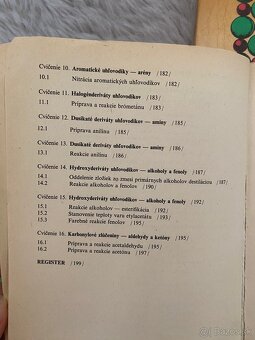 Cvičenie 10. Aromatické uhľovodíky — arény /182/
10.1 Nitrácia aromatických uhľovodíkov /182/
Cvičenie 11. Halogénderiváty uhľovodíkov /183/
11.1 Príprava a reakcie brómetánu /183/
Cvičenie 12. Dusíkaté deriváty uhľovodíkov — amíny /185/
12.1 Príprava anilínu /185/
Cvičenie 13. Dusíkaté deriváty uhľovodíkov — amíny /186/
13.1 Reakcie anilínu /186/
Cvičenie 14. Hydroxyderiváty uhľovodíkov — alkoholy a fenoly /187/
14.1 Oddelenie zložiek zo zmesi primárnych alkoholov destiláciou /187/
14.2 Reakcie alkoholov a fenolov /190/
Cvičenie 15. Hydroxyderiváty uhľovodíkov — alkoholy a fenoly /192/
15.1 Reakcie alkoholov — esterifikácia /192/
15.2 Stanovenie teploty varu etylacetátu /193/
15.3 Farebné reakcie fenolov /195/
Cvičenie 16. Karbonylové zlúčeniny — aldehydy a ketóny /195/
16.1 Príprava a reakcie acetaldehydu /195/
16.2 Príprava a reakcie acetónu /197/
REGISTER /199/